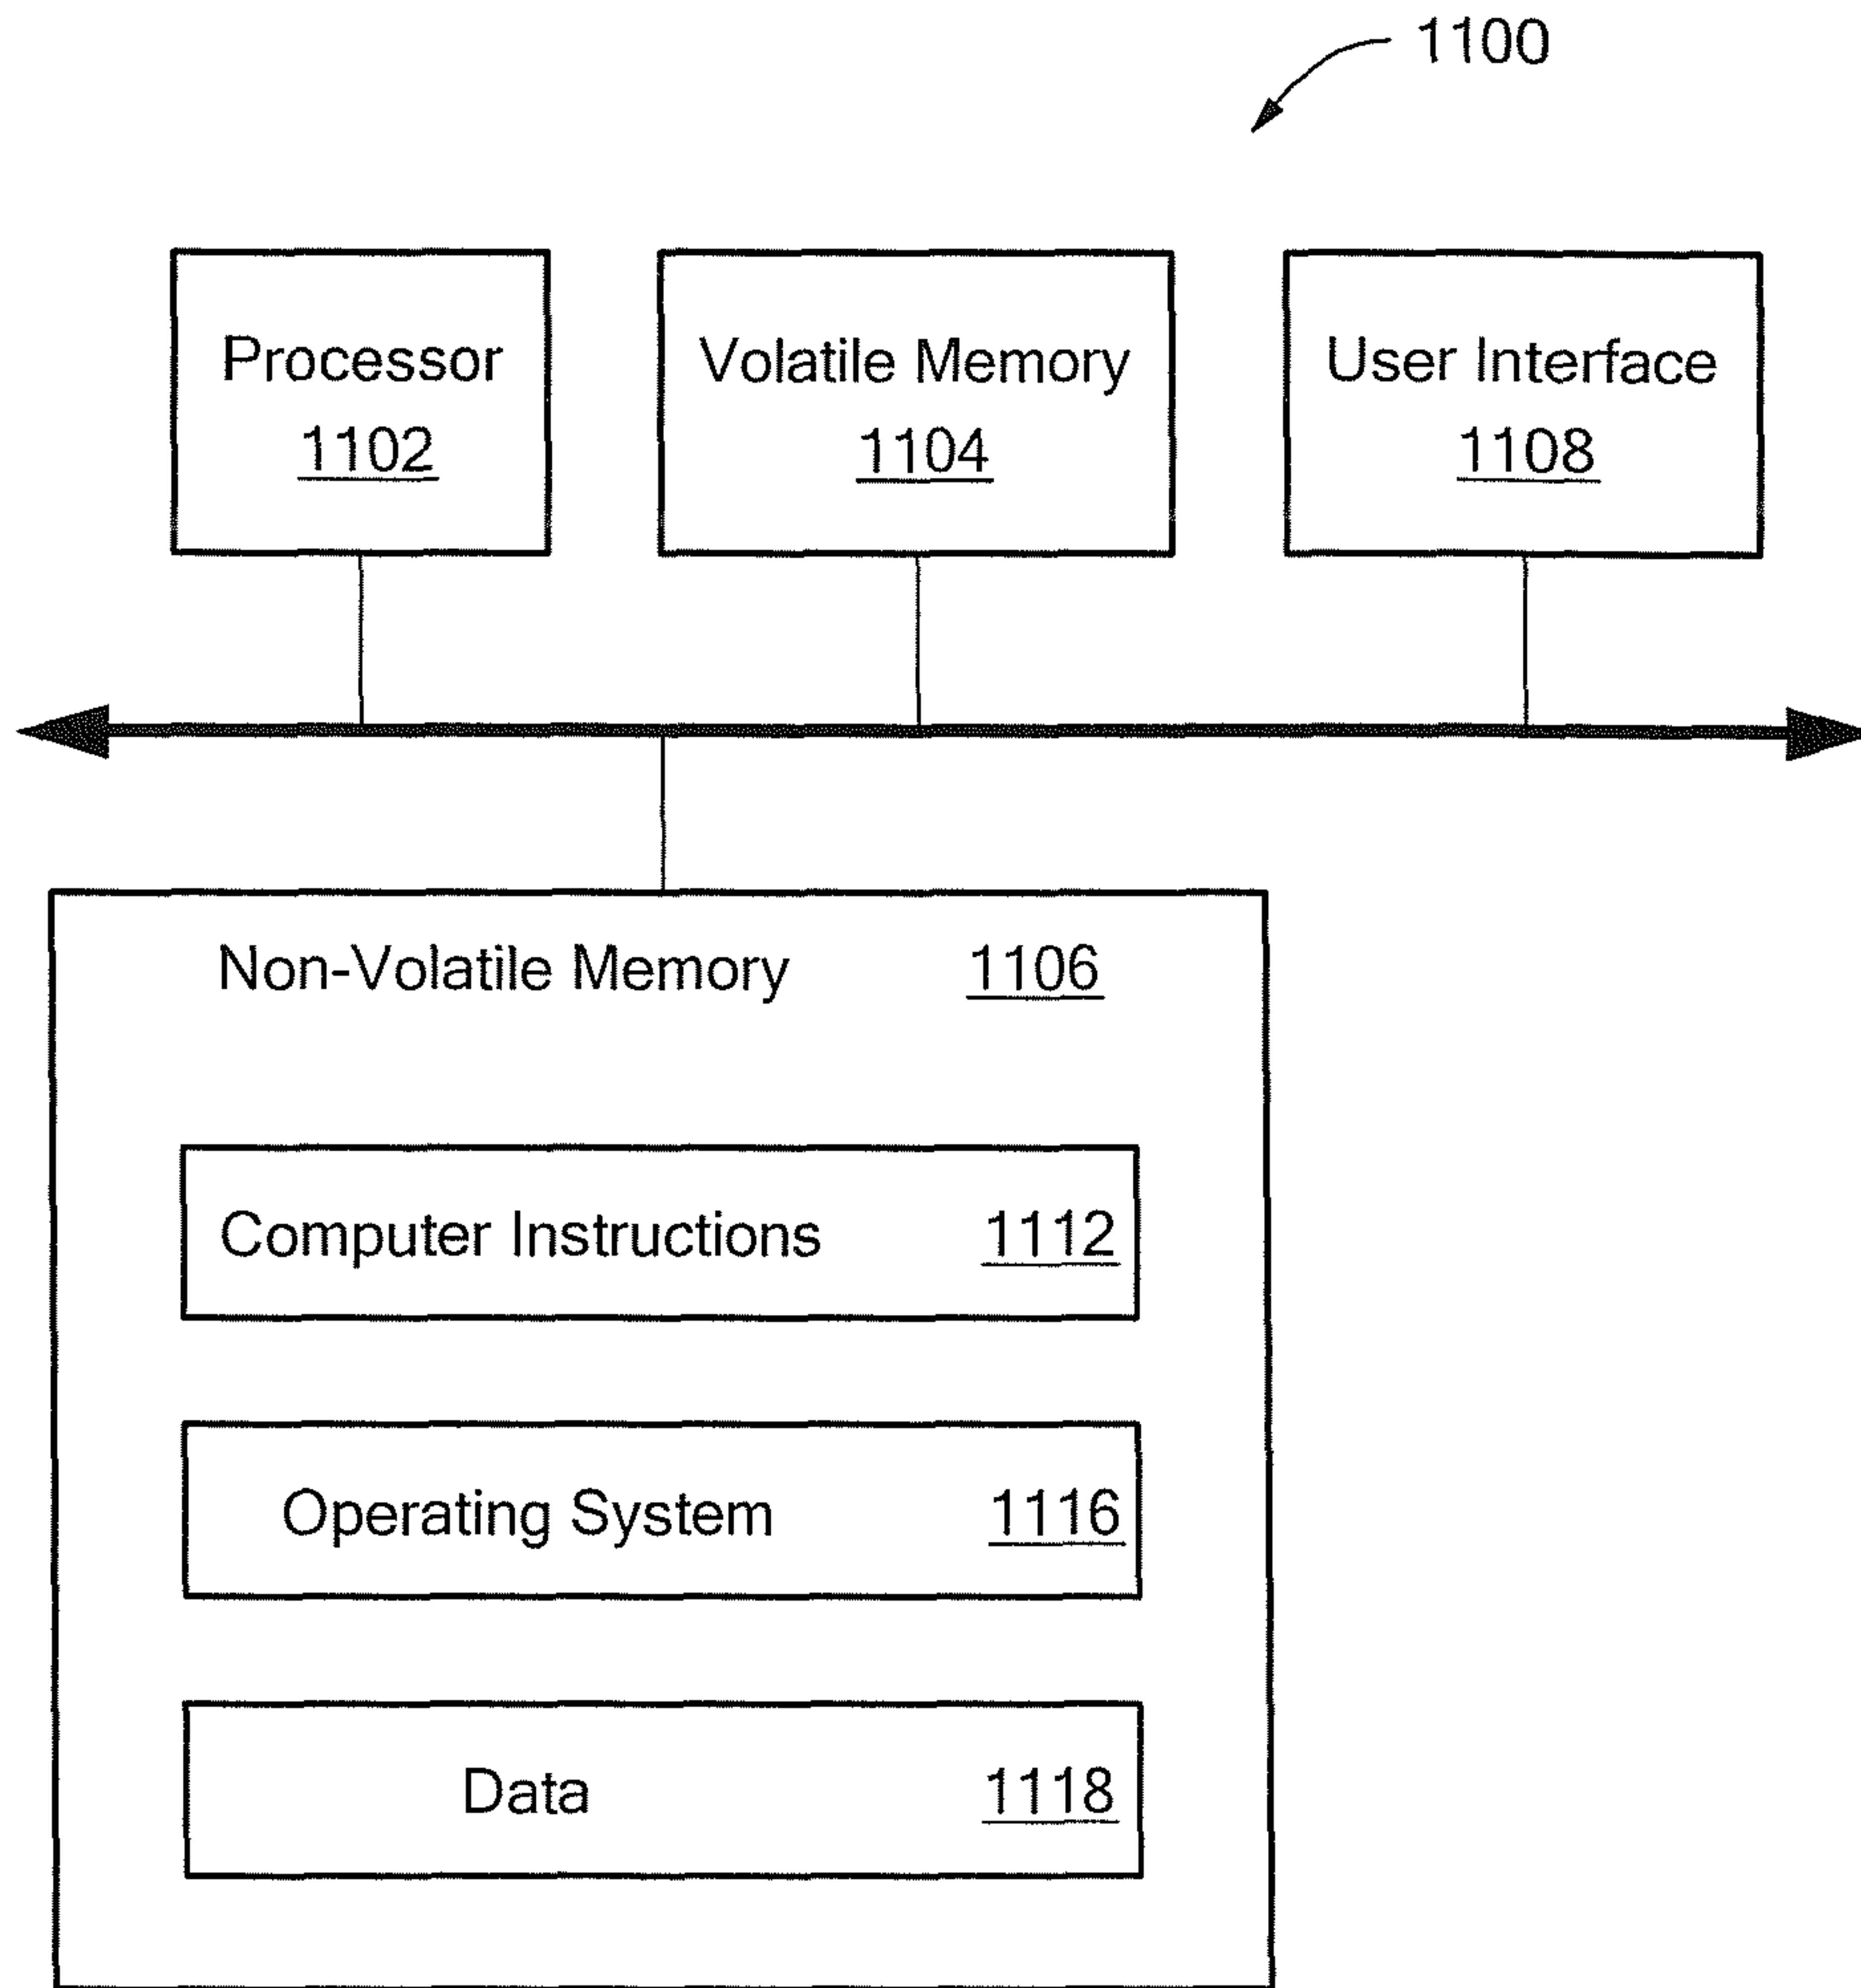 1100
Processor
1102
Volatile Memory
1104
User Interface
1108
Non-Volatile Memory 1106
Computer Instructions 1112
Operating System 1116
Data 1118